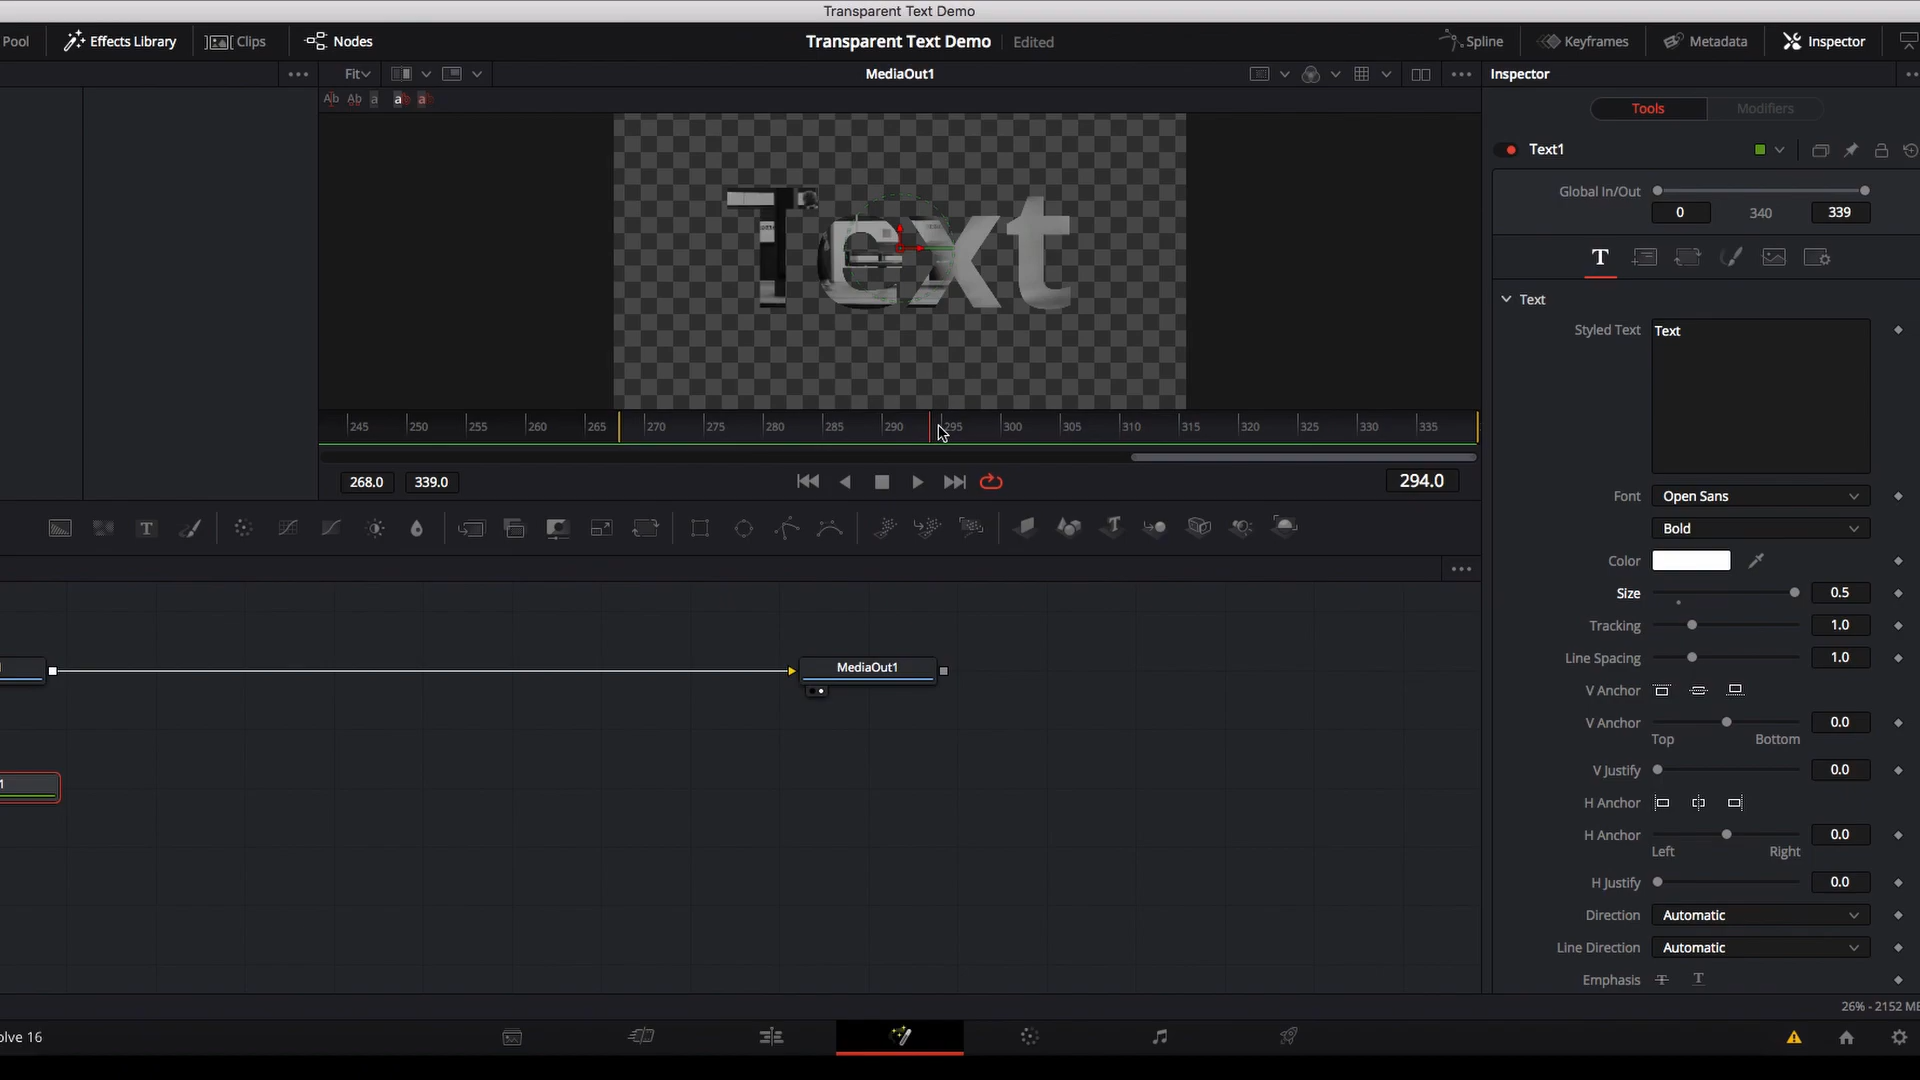 Transparent Text Demo
Pool
Effects Library
Clips
Nodes
Transparent Text Demo
Edited
Spline
Keyframes
Metadata
Inspector
Fit
MediaOut1
Inspector
Tools
Modifiers
Text1
Text
Global In/Out
0
340
339
Text
Styled Text
Text
245 250 255 260 265 270 275 280 285 290 295 300 305 310 315 320 325 330 335
268.0
339.0
294.0
Font
Open Sans
Bold
Color
Size
0.5
Tracking
1.0
Line Spacing
1.0
V Anchor
V Anchor
0.0
Top
Bottom
V Justify
0.0
H Anchor
H Anchor
0.0
Left
Right
H Justify
0.0
Direction
Automatic
Line Direction
Automatic
Emphasis
MediaOut1
1
26% - 2152 M
olve 16